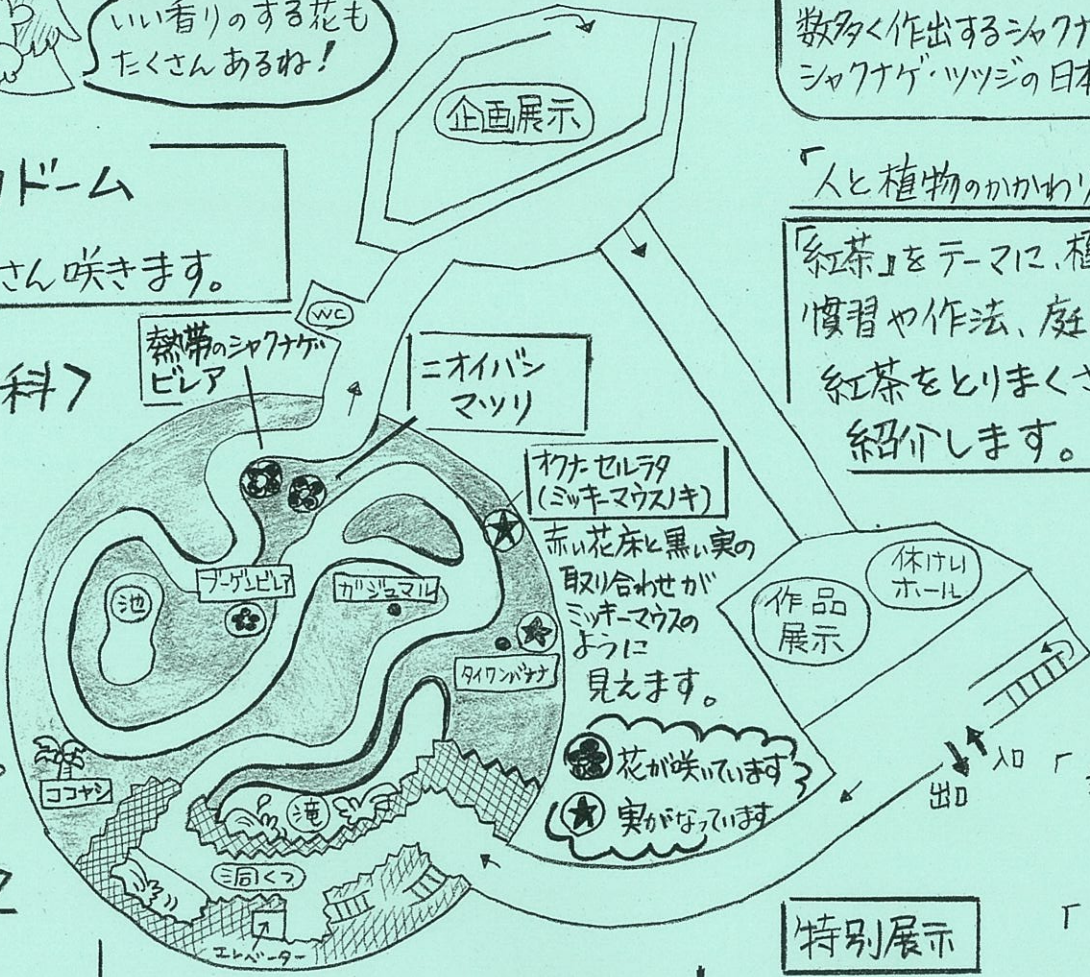 いい香りのする花も
たくさんあるね!
数多く作出するシャクナ
シャクナゲ・ツツジの日本
企画展示
ドーム
さん咲きます。
「人と植物のかかわり
『紅茶』をテーマに、植
慣習や作法、庭
紅茶をとりまくさ
紹介します。
WC
熱帯のシャクナゲ
ビレア
ニオイバン
マツリ
科>
オクナ・セルラタ
(ミッキーマウスノキ)
赤い花床と黒い実の
取り合わせが
ミッキーマウスの
ように
見えます。
ブーゲンビレア
ガジュマル
池
タイワンバナナ
ココヤシ
滝
洞くつ
エレベーター
休けい
ホール
作品
展示
花が咲いています
実がなっています
入口
出口
特別展示